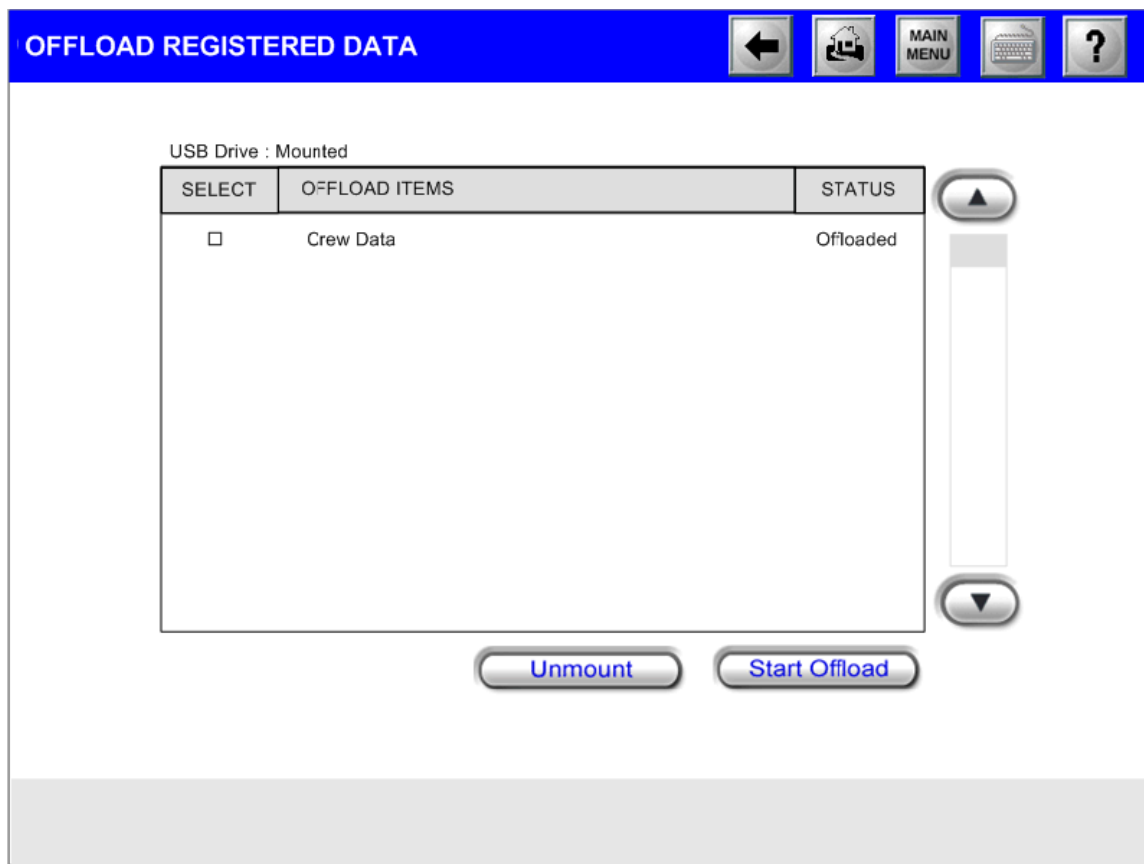 OFFLOAD REGISTERED DATA
MAIN
MENU
?
USB Drive : Mounted
SELECT OFFLOAD ITEMS STATUS
Crew Data Offloaded
Unmount Start Offload